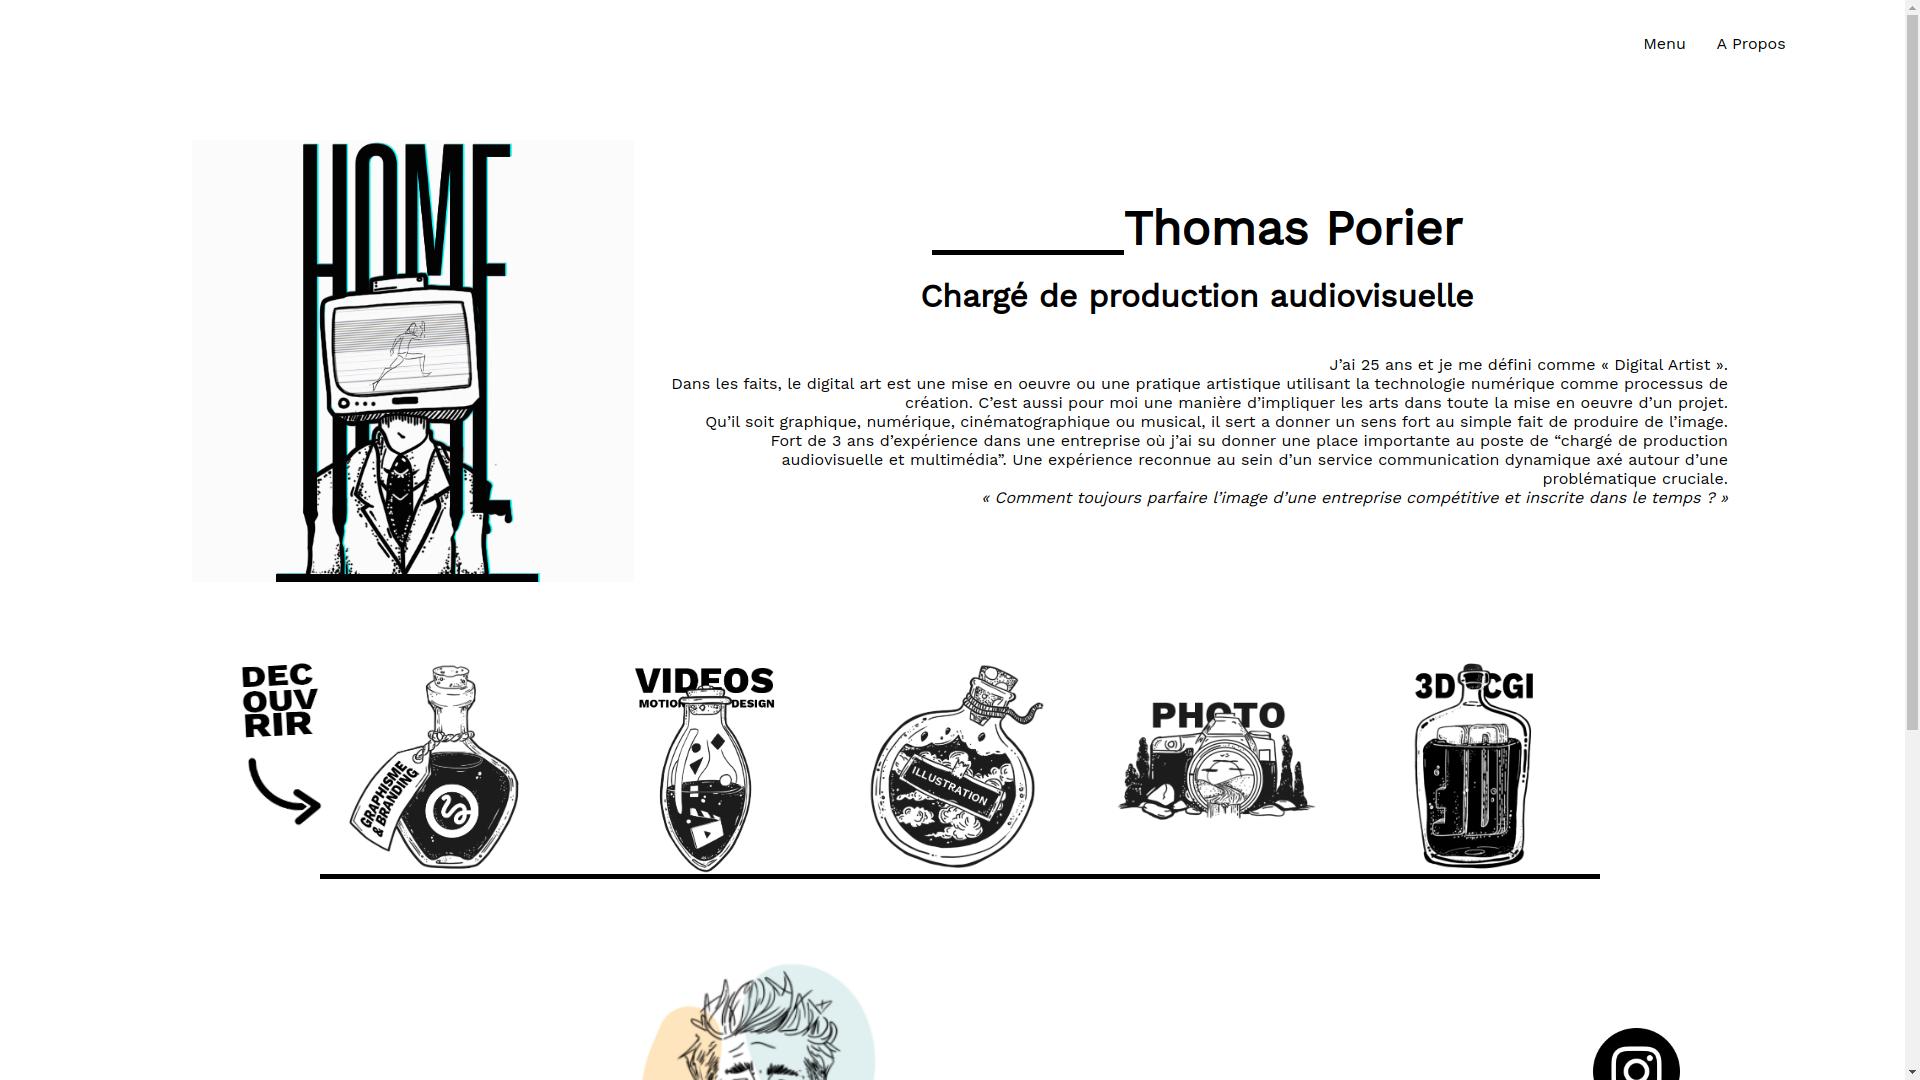 Menu
A Propos
HOME
Thomas Porier
Chargé de production audiovisuelle
J’ai 25 ans et je me défini comme « Digital Artist ».
Dans les faits, le digital art est une mise en oeuvre ou une pratique artistique utilisant la technologie numérique comme processus de
création. C’est aussi pour moi une manière d’impliquer les arts dans toute la mise en oeuvre d’un projet.
Qu’il soit graphique, numérique, cinématographique ou musical, il sert a donner un sens fort au simple fait de produire de l’image.
Fort de 3 ans d’expérience dans une entreprise où j’ai su donner une place importante au poste de “chargé de production
audiovisuelle et multimédia”. Une expérience reconnue au sein d’un service communication dynamique axé autour d’une
problématique cruciale.
« Comment toujours parfaire l’image d’une entreprise compétitive et inscrite dans le temps ? »
DEC
OUV
RIR
GRAPHISME
& BRANDING
VIDEOS
MOTION DESIGN
ILLUSTRATION
PHOTO
3D CGI
3D